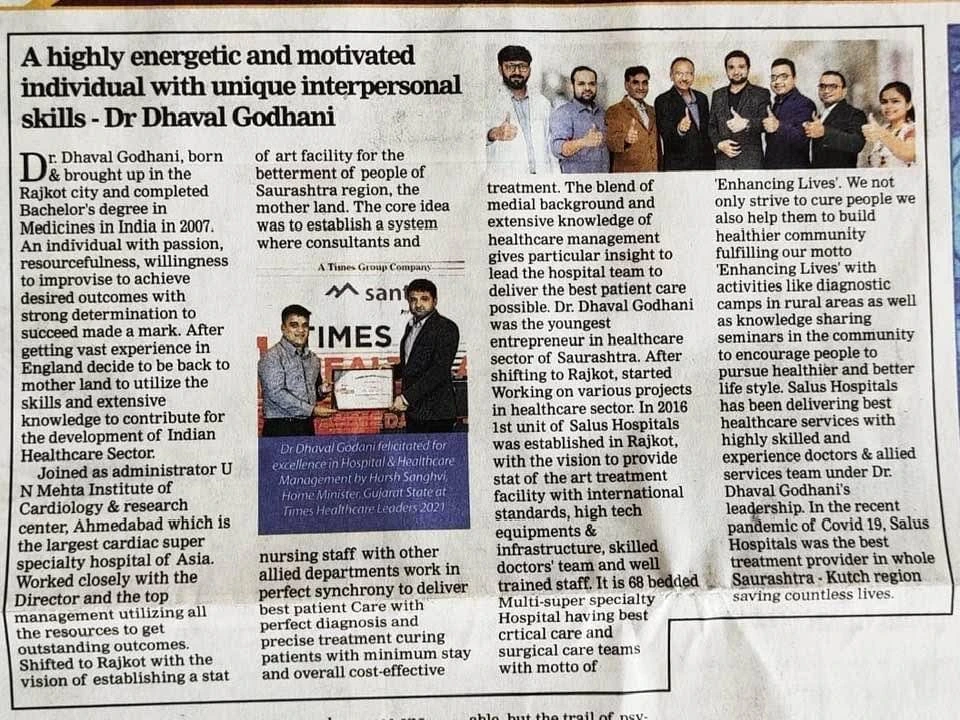 A highly energetic and motivated
individual with unique interpersonal
skills - Dr Dhaval Godhani
Dr. Dhaval Godhani, born
& brought up in the
Rajkot city and completed
Bachelor's degree in
Medicines in India in 2007.
An individual with passion,
resourcefulness, willingness
to improvise to achieve
desired outcomes with
strong determination to
succeed made a mark. After
getting vast experience in
England decide to be back to
mother land to utilize the
skills and extensive
knowledge to contribute for
the development of Indian
Healthcare Sector.
Joined as administrator U
N Mehta Institute of
Cardiology & research
center, Ahmedabad which is
the largest cardiac super
specialty hospital of Asia.
Worked closely with the
Director and the top
management utilizing all
the resources to get
outstanding outcomes.
Shifted to Rajkot with the
vision of establishing a stat
of art facility for the
betterment of people of
Saurashtra region, the
mother land. The core idea
was to establish a system
where consultants and
A Times Group Company
sant
TIMES
Dr Dhaval Godani felicitated for
excellence in Hospital & Healthcare
Management by Harsh Sanghvi,
Home Minister, Gujarat State at
Times Healthcare Leaders 2021
nursing staff with other
allied departments work in
perfect synchrony to deliver
best patient Care with
perfect diagnosis and
precise treatment curing
patients with minimum stay
and overall cost-effective
treatment. The blend of
medial background and
extensive knowledge of
healthcare management
gives particular insight to
lead the hospital team to
deliver the best patient care
possible. Dr. Dhaval Godhani
was the youngest
entrepreneur in healthcare
sector of Saurashtra. After
shifting to Rajkot, started
Working on various projects
in healthcare sector. In 2016
1st unit of Salus Hospitals
was established in Rajkot,
with the vision to provide
stat of the art treatment
facility with international
standards, high tech
equipments &
infrastructure, skilled
doctors' team and well
trained staff. It is 68 bedded
Multi-super specialty
Hospital having best
crtical care and
surgical care teams
with motto of
'Enhancing Lives'. We not
only strive to cure people we
also help them to build
healthier community
fulfilling our motto
'Enhancing Lives' with
activities like diagnostic
camps in rural areas as well
as knowledge sharing
seminars in the community
to encourage people to
pursue healthier and better
life style. Salus Hospitals
has been delivering best
healthcare services with
highly skilled and
experience doctors & allied
services team under Dr.
Dhaval Godhani's
leadership. In the recent
pandemic of Covid 19, Salus
Hospitals was the best
treatment provider in whole
Saurashtra - Kutch region
saving countless lives.
able, but the trail of psy-